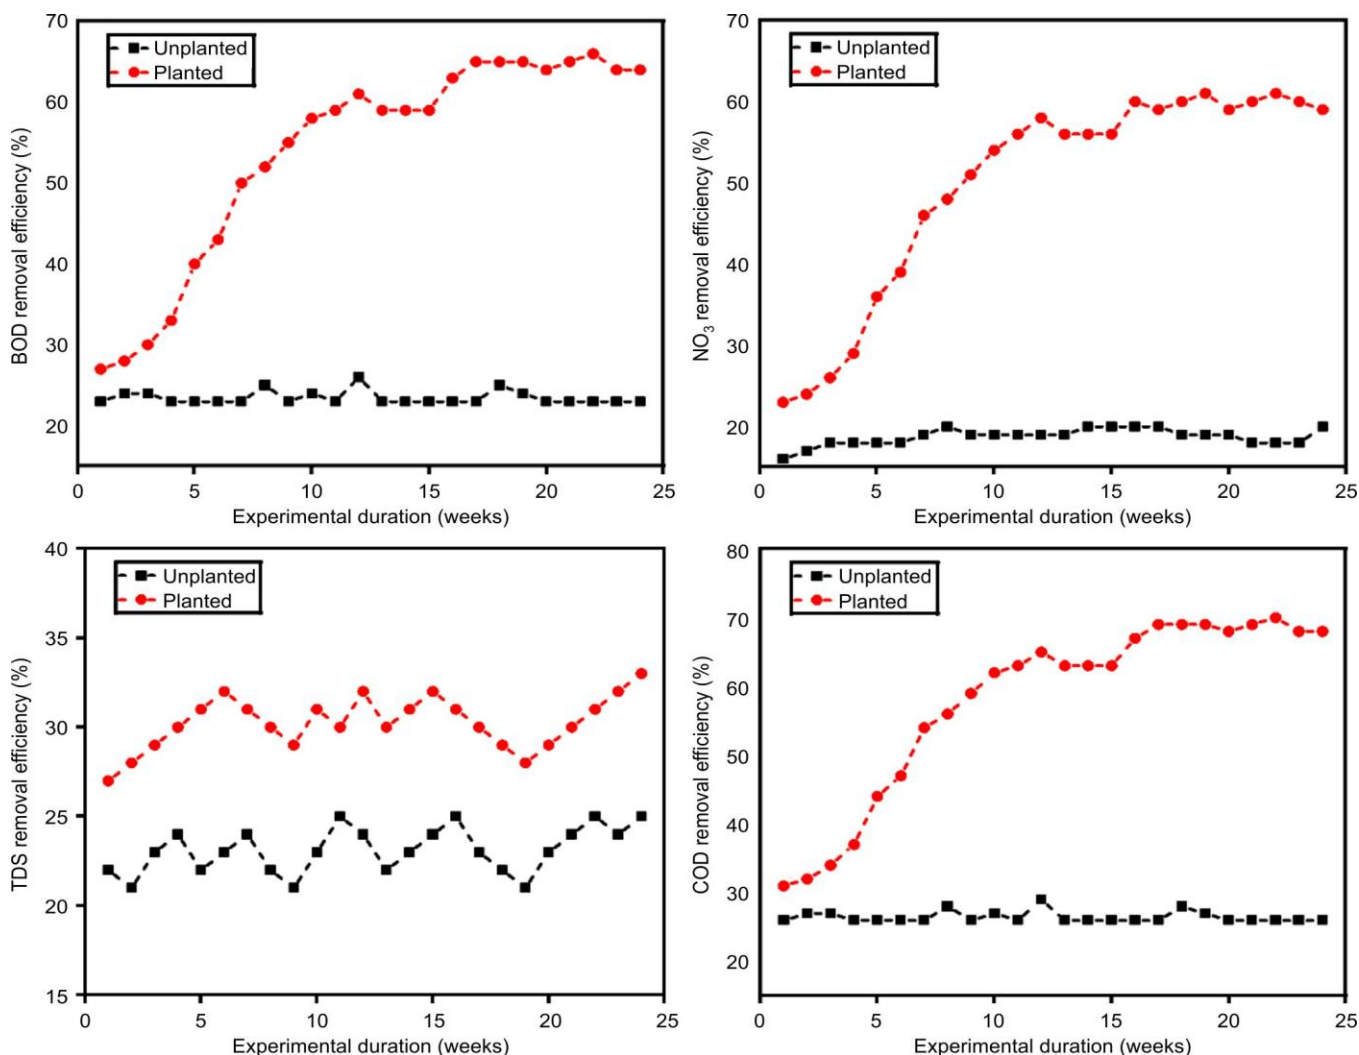 70
60
50
40
30
20
BOD removal efficiency (%)
Unplanted
Planted
0 5 10 15 20 25
Experimental duration (weeks)
70
60
50
40
30
20
NO3 removal efficiency (%)
Unplanted
Planted
0 5 10 15 20 25
Experimental duration (weeks)
40
35
30
25
20
15
TDS removal efficiency (%)
Unplanted
Planted
0 5 10 15 20 25
Experimental duration (weeks)
80
70
60
50
40
30
20
COD removal efficiency (%)
Unplanted
Planted
0 5 10 15 20 25
Experimental duration (weeks)